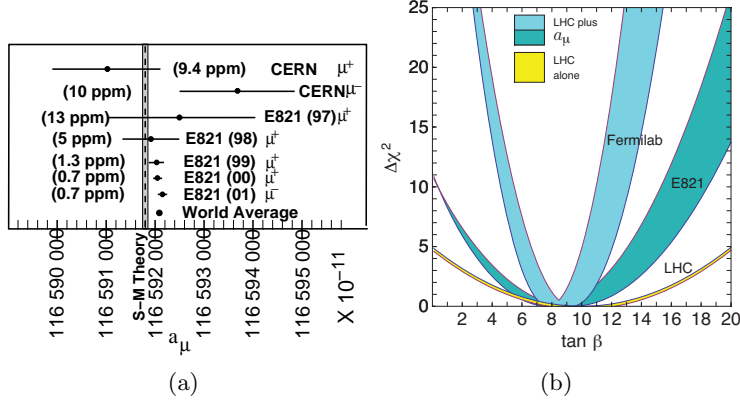 (9.4 ppm) CERN μ⁺
(10 ppm) CERN μ⁻
(13 ppm) E821 (97) μ⁺
(5 ppm) E821 (98) μ⁺
(1.3 ppm) E821 (99) μ⁺
(0.7 ppm) E821 (00) μ⁺
(0.7 ppm) E821 (01) μ⁻
World Average
116 590 000
116 591 000
S–M Theory
116 592 000
116 593 000
116 594 000
116 595 000
X 10⁻¹¹
aμ
(a)
25
20
15
10
5
0
Δχ²
LHC plus
aμ
LHC
alone
Fermilab
E821
LHC
2 4 6 8 10 12 14 16 18 20
tan β
(b)